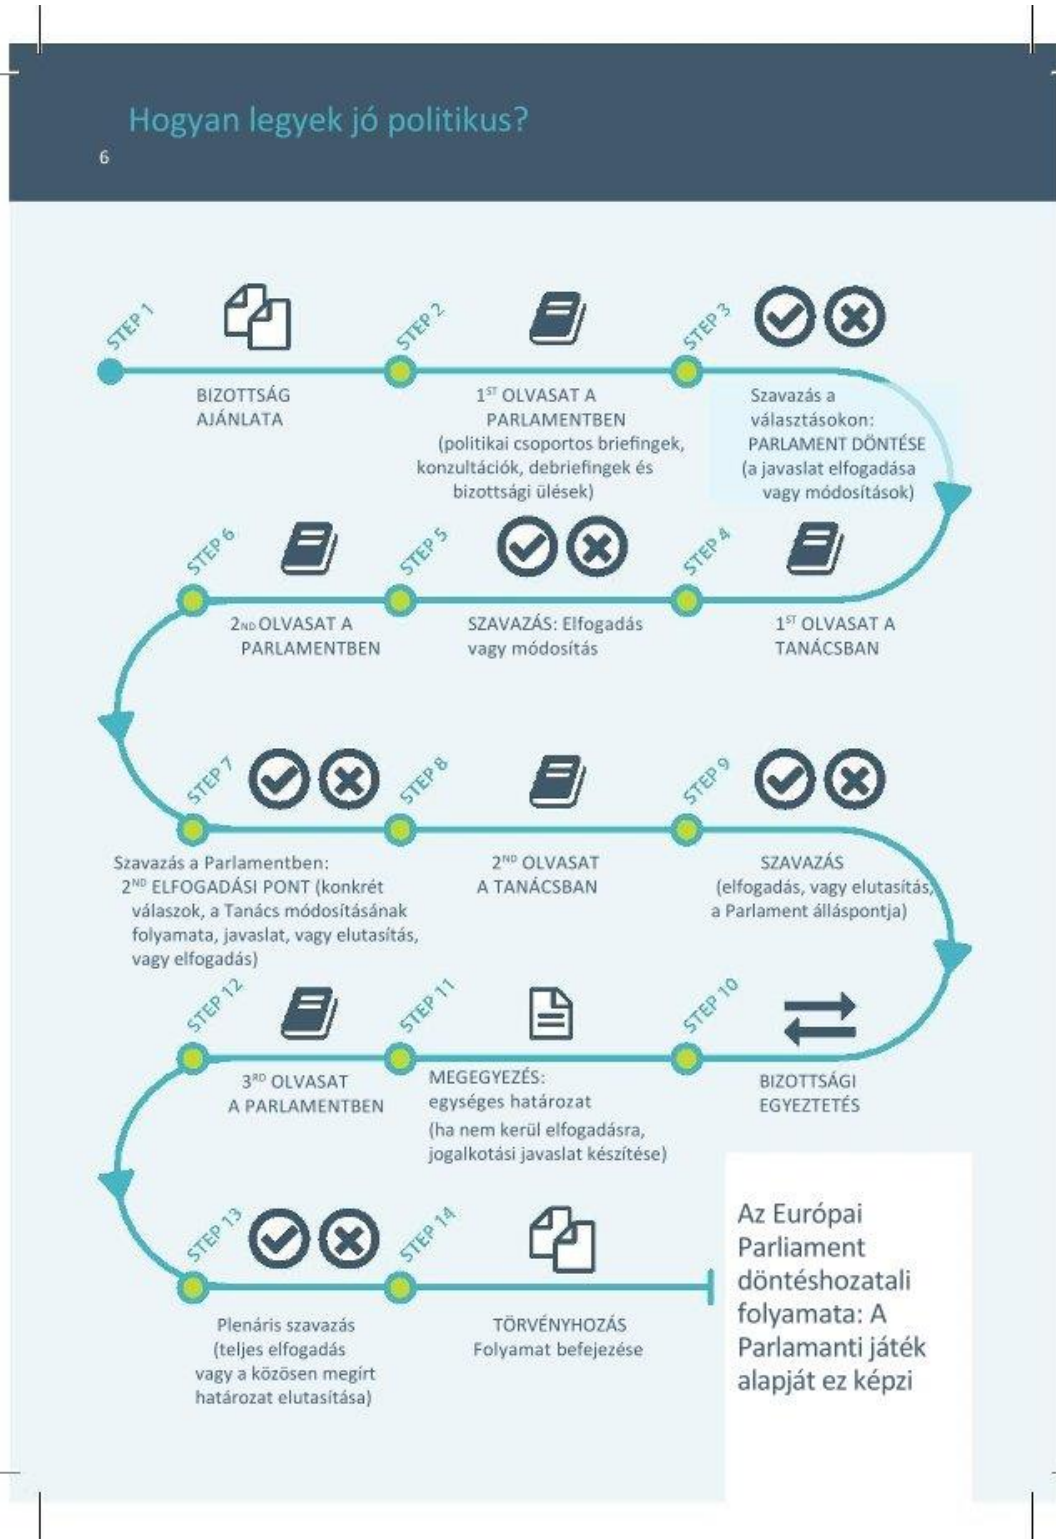 Hogyan legyek jó politikus?
6
STEP 1
BIZOTTSÁG
AJÁNLATA
STEP 2
1ST OLVASAT A
PARLAMENTBEN
(politikai csoportos briefingek,
konzultációk, debriefingek és
bizottsági ülések)
STEP 3
Szavazás a
választásokon:
PARLAMENT DÖNTÉSE
(a javaslat elfogadása
vagy módosítások)
STEP 4
1ST OLVASAT A
TANÁCSBAN
STEP 5
SZAVAZÁS: Elfogadás
vagy módosítás
STEP 6
2ND OLVASAT A
PARLAMENTBEN
STEP 7
Szavazás a Parlamentben:
2ND ELFOGADÁSI PONT (konkrét
válaszok, a Tanács módosításának
folyamata, javaslat, vagy elutasítás,
vagy elfogadás)
STEP 8
2ND OLVASAT
A TANÁCSBAN
STEP 9
SZAVAZÁS
(elfogadás, vagy elutasítás,
a Parlament álláspontja)
STEP 10
BIZOTTSÁGI
EGYEZTETÉS
STEP 11
MEGEGYEZÉS:
egységes határozat
(ha nem kerül elfogadásra,
jogalkotási javaslat készítése)
STEP 12
3RD OLVASAT
A PARLAMENTBEN
STEP 13
Plenáris szavazás
(teljes elfogadás
vagy a közösen megírt
határozat elutasítása)
STEP 14
TÖRVÉNYHOZÁS
Folyamat befejezése
Az Európai
Parliament
döntéshozatali
folyamata: A
Parlamanti játék
alapját ez képzi